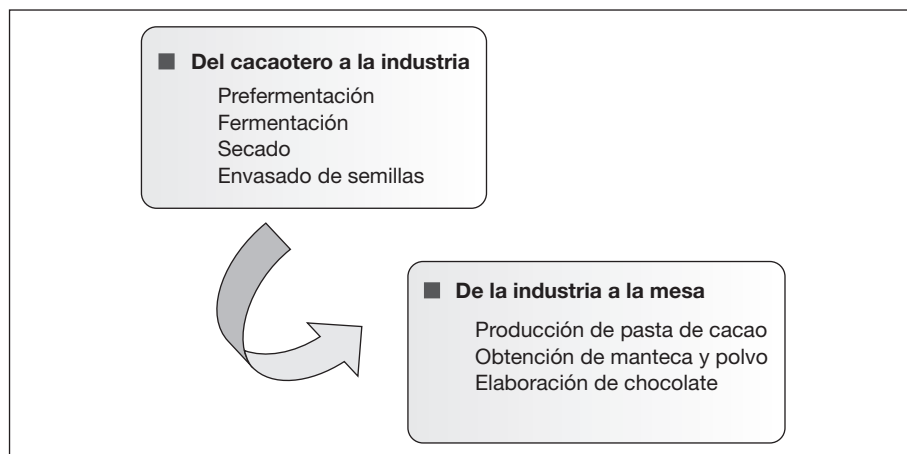 Del cacaotero a la industria
Prefermentación
Fermentación
Secado
Envasado de semillas
De la industria a la mesa
Producción de pasta de cacao
Obtención de manteca y polvo
Elaboración de chocolate